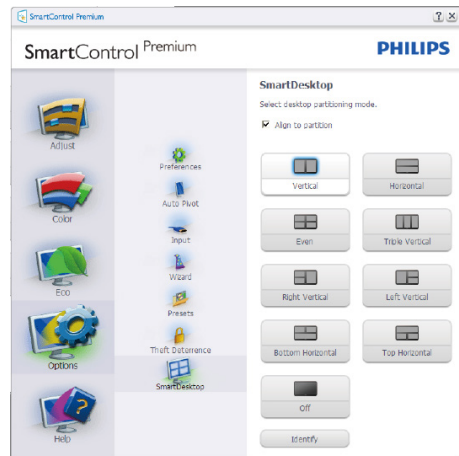 SmartControl Premium
SmartControl Premium
PHILIPS
Adjust
Color
Eco
Options
Help
Preferences
Auto Pivot
Input
Wizard
Presets
Theft Deterrence
SmartDesktop
SmartDesktop
Select desktop partitioning mode.
Align to partition
Vertical
Horizontal
Even
Triple Vertical
Right Vertical
Left Vertical
Bottom Horizontal
Top Horizontal
Off
Identify